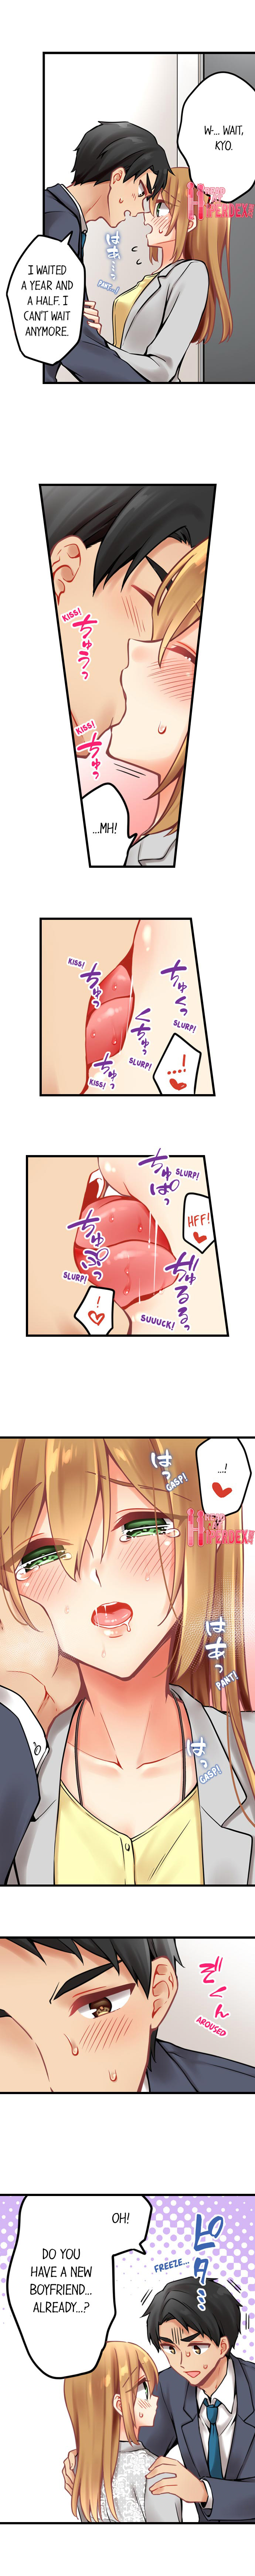 W-... WAIT,
KYO.
I WAITED
A YEAR AND
A HALF. I
CAN'T WAIT
ANYMORE.
はぁ…
PANT...!
KISS!
ちゅうっ
KISS!
ちゅっ
...MH!
KISS!
ちゅっ
ちゅくっ
SLURP!
くちゅっ
SLURP!
ちゅっ
KISS!
....!
ちゅぱっ
SLURP!
HFF!
ちゅぷっ
SLURP!
ぢゅるるっ
SUUUCK!
!
...!
はっ
GASP!
はあっ
PANT!
はっ
GASP!
ぞくん
AROUSED
OH!
DO YOU
HAVE A NEW
BOYFRIEND...
ALREADY...?
ピタ…
FREEZE...